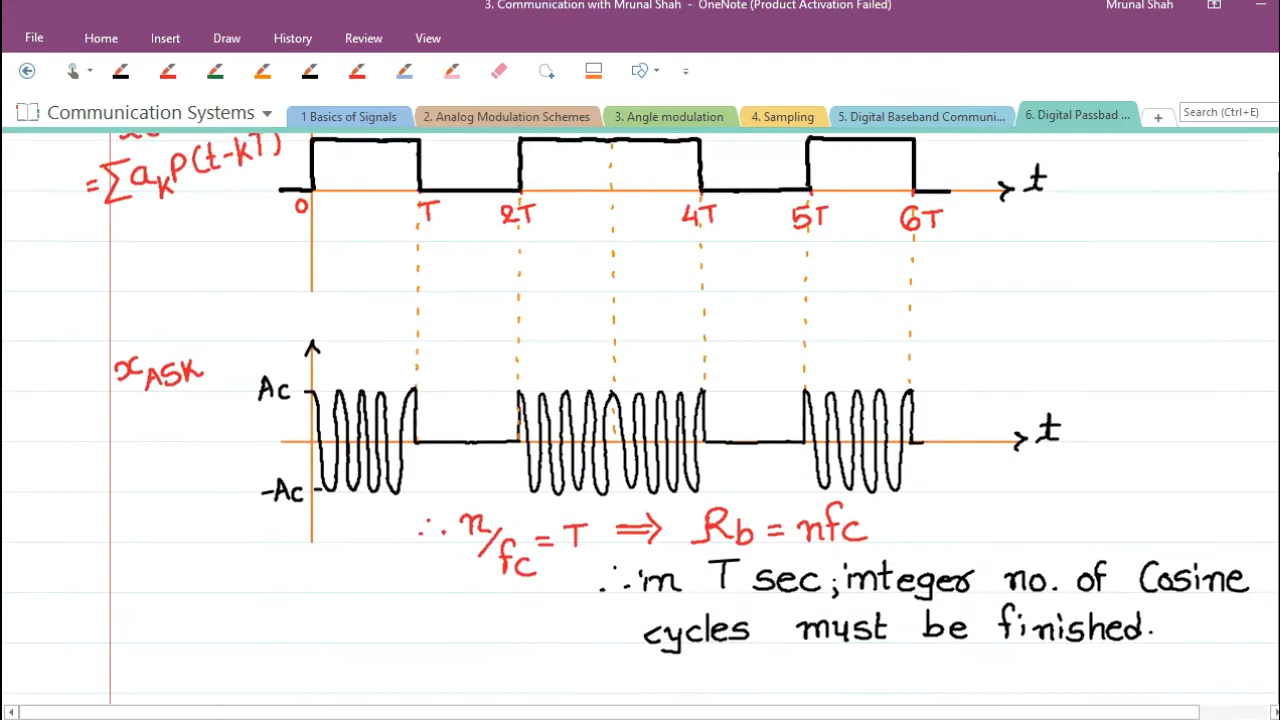 3. Communication with Mrunal Shah - OneNote (Product Activation Failed) Mrunal Shah
File Home Insert Draw History Review View
Communication Systems 1 Basics of Signals 2. Analog Modulation Schemes 3. Angle modulation 4. Sampling 5. Digital Baseband Communi... 6. Digital Passbad ... Search (Ctrl+E)
= ∑ aₖ P(t-kT)
t
0 T 2T 4T 5T 6T
x_ASK
Ac
t
-Ac
∴ n/fc = T ⟹ Rb = nfc
∴ in T sec; integer no. of Cosine
cycles must be finished.